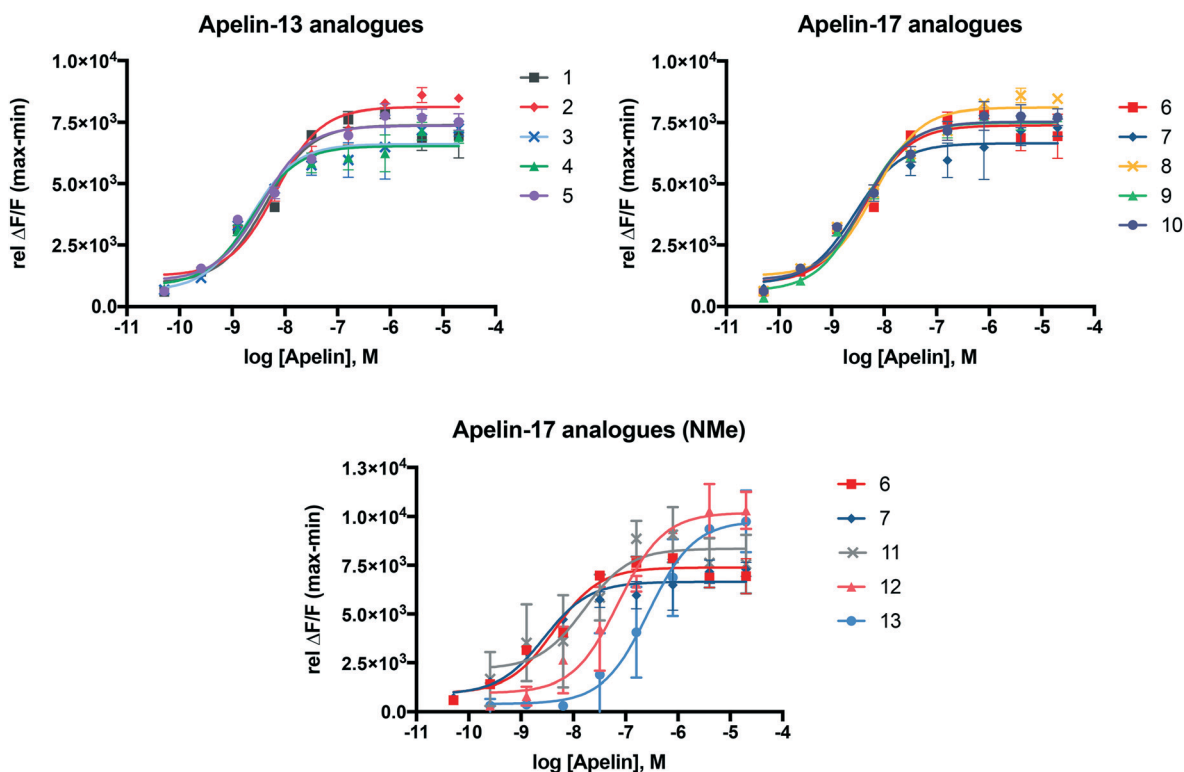 Apelin-13 analogues
rel ΔF/F (max-min)
1.0×10⁴
7.5×10³
5.0×10³
2.5×10³
0.0
-11 -10 -9 -8 -7 -6 -5 -4
log [Apelin], M
1
2
3
4
5
Apelin-17 analogues
rel ΔF/F (max-min)
1.0×10⁴
7.5×10³
5.0×10³
2.5×10³
0.0
-11 -10 -9 -8 -7 -6 -5 -4
log [Apelin], M
6
7
8
9
10
Apelin-17 analogues (NMe)
rel ΔF/F (max-min)
1.3×10⁴
1.0×10⁴
7.5×10³
5.0×10³
2.5×10³
0.0
-11 -10 -9 -8 -7 -6 -5 -4
log [Apelin], M
6
7
11
12
13